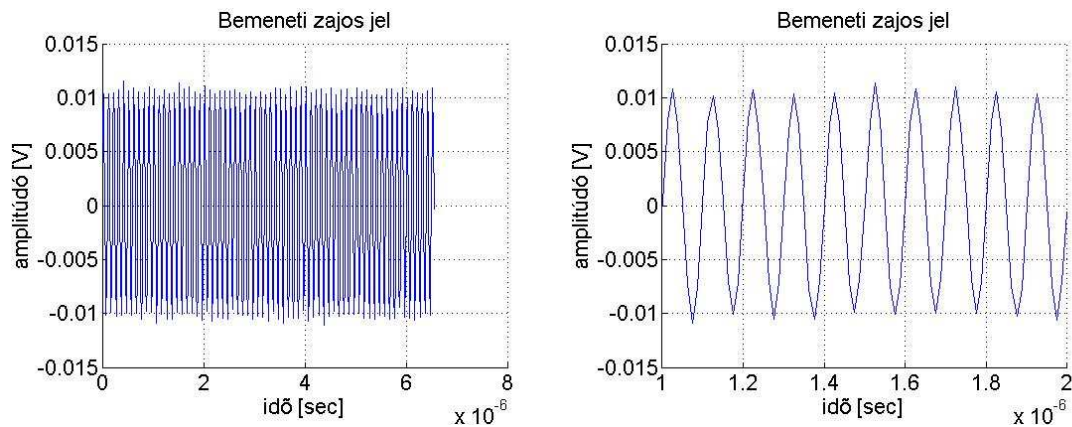 Bemeneti zajos jel
0.015
0.01
0.005
0
-0.005
-0.01
-0.015
amplitúdó [V]
0 2 4 6 8
idõ [sec]
x 10-6
Bemeneti zajos jel
0.015
0.01
0.005
0
-0.005
-0.01
-0.015
amplitúdó [V]
1 1.2 1.4 1.6 1.8 2
idõ [sec]
x 10-6